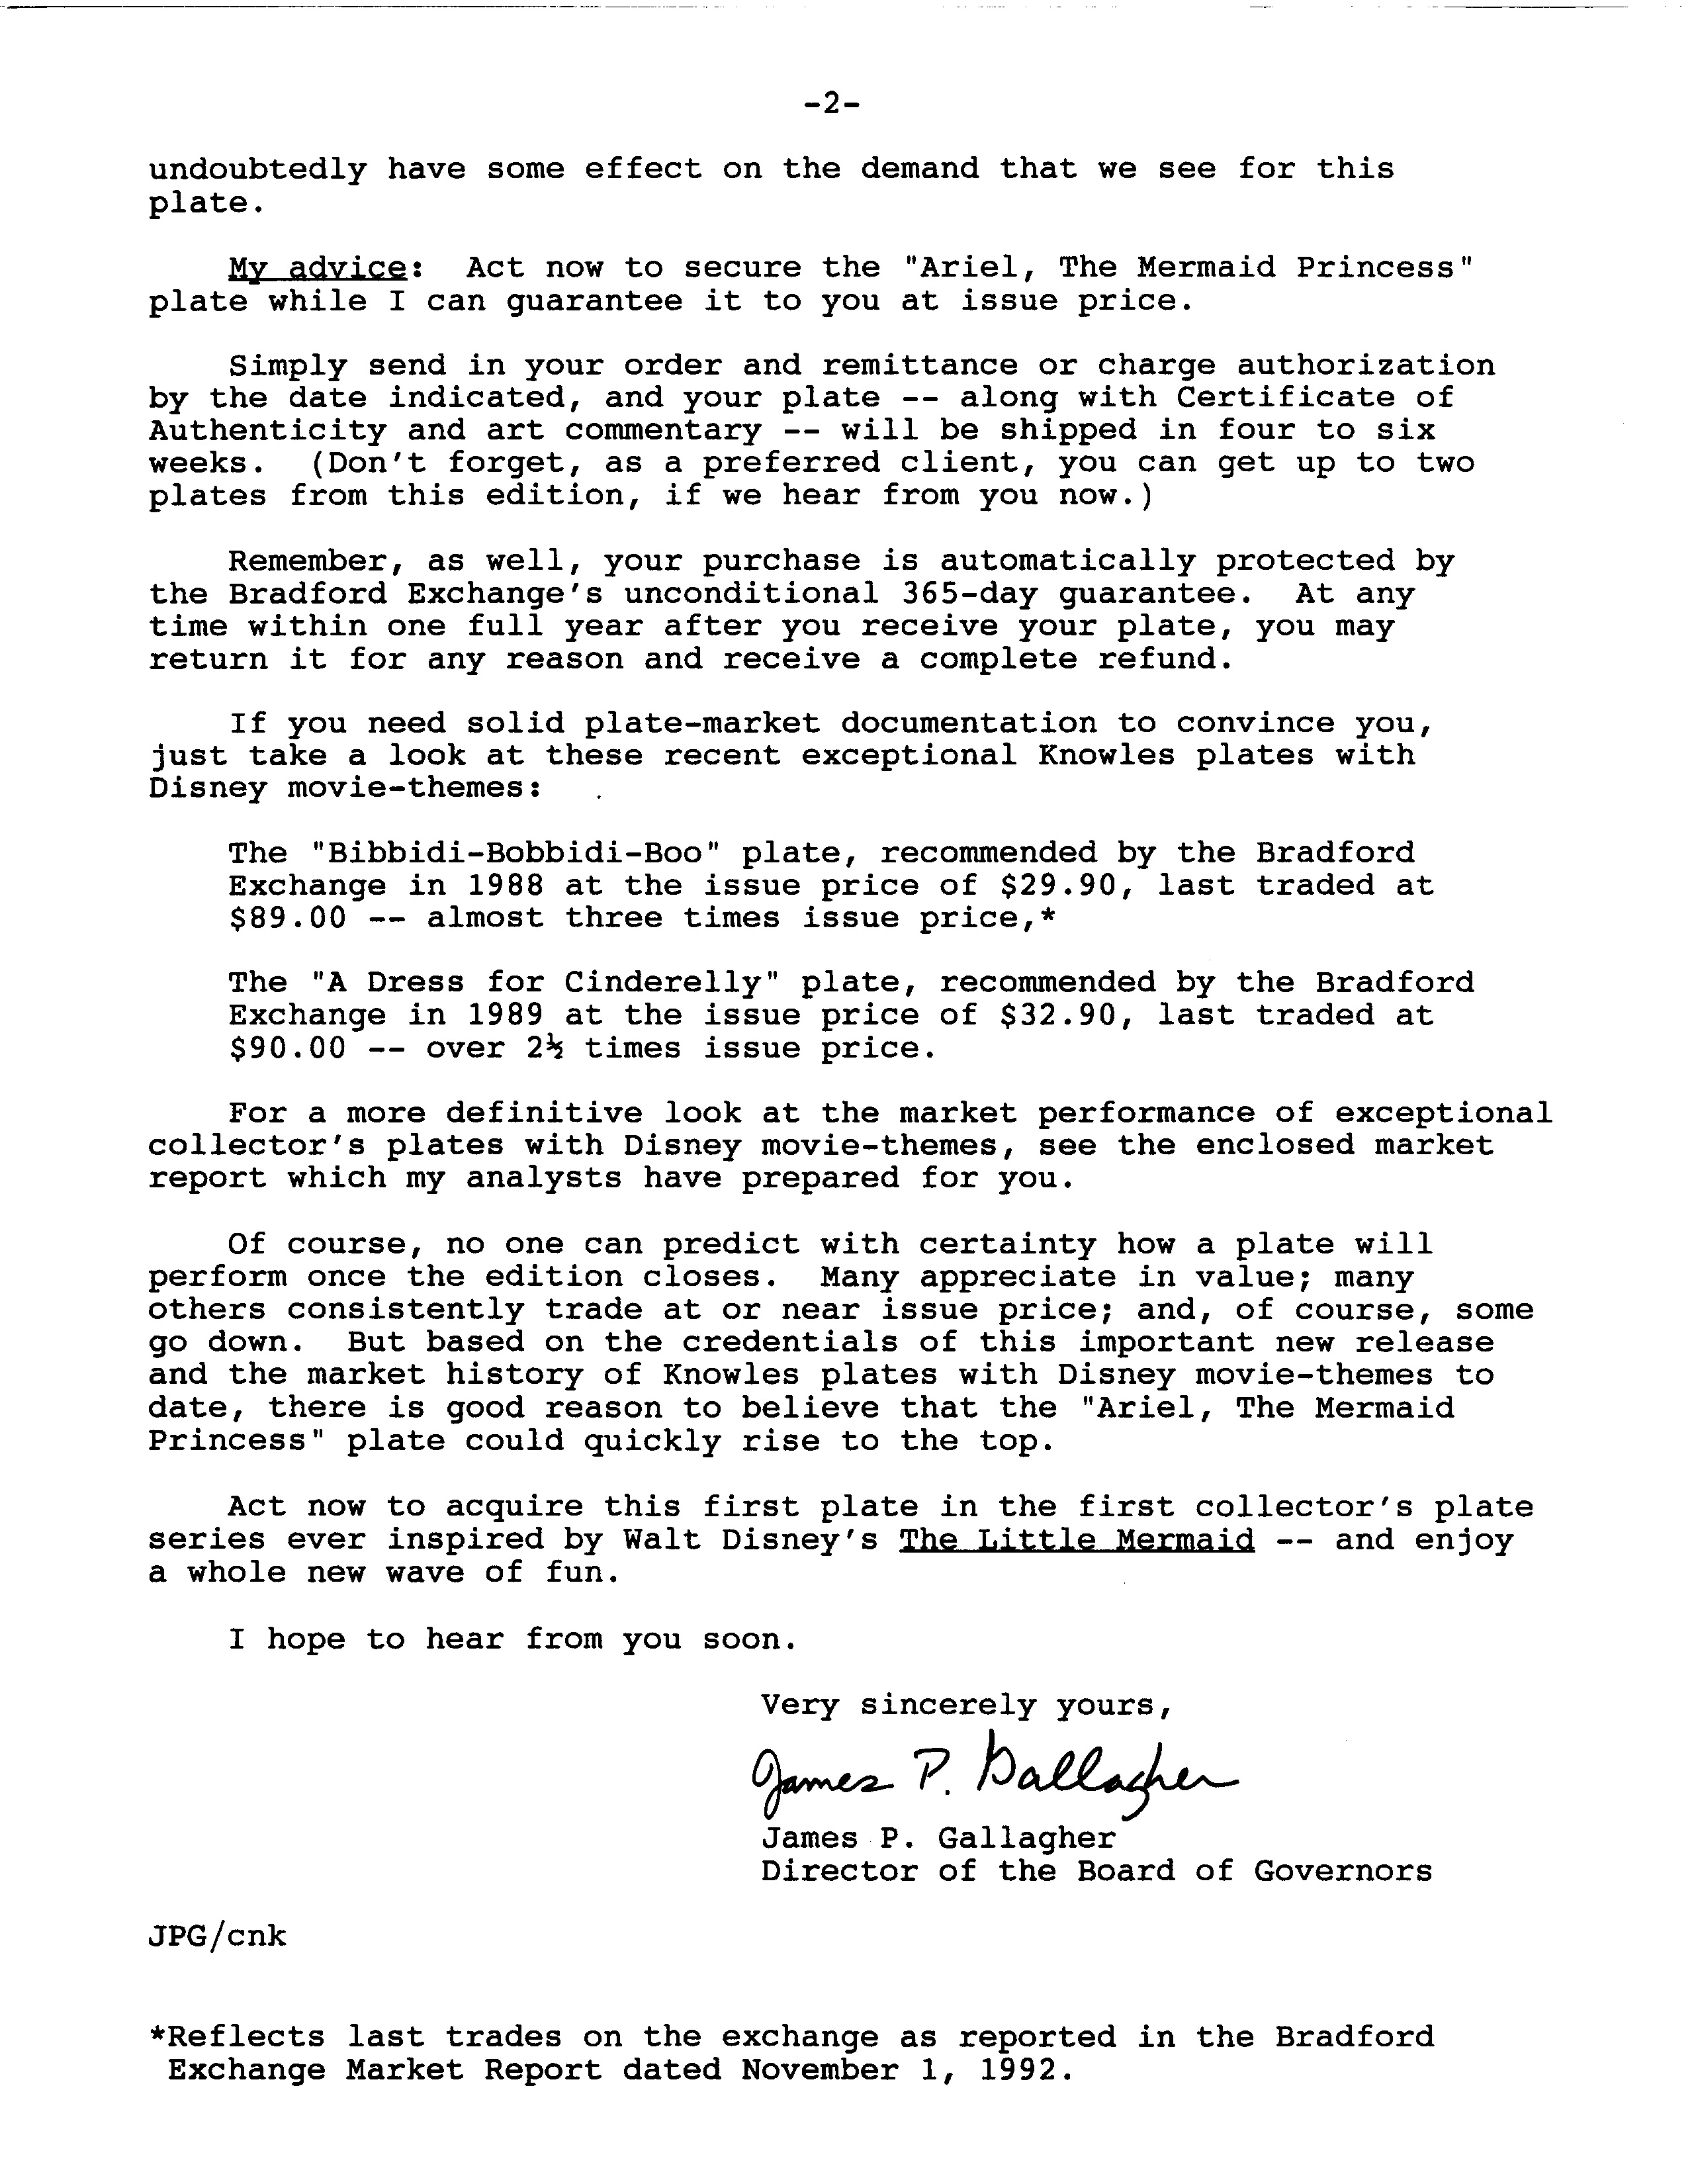 -2-
undoubtedly have some effect on the demand that we see for this
plate.
My advice: Act now to secure the "Ariel, The Mermaid Princess"
plate while I can guarantee it to you at issue price.
Simply send in your order and remittance or charge authorization
by the date indicated, and your plate -- along with Certificate of
Authenticity and art commentary -- will be shipped in four to six
weeks. (Don't forget, as a preferred client, you can get up to two
plates from this edition, if we hear from you now.)
Remember, as well, your purchase is automatically protected by
the Bradford Exchange's unconditional 365-day guarantee. At any
time within one full year after you receive your plate, you may
return it for any reason and receive a complete refund.
If you need solid plate-market documentation to convince you,
just take a look at these recent exceptional Knowles plates with
Disney movie-themes:
The "Bibbidi-Bobbidi-Boo" plate, recommended by the Bradford
Exchange in 1988 at the issue price of $29.90, last traded at
$89.00 -- almost three times issue price,*
The "A Dress for Cinderelly" plate, recommended by the Bradford
Exchange in 1989 at the issue price of $32.90, last traded at
$90.00 -- over 2½ times issue price.
For a more definitive look at the market performance of exceptional
collector's plates with Disney movie-themes, see the enclosed market
report which my analysts have prepared for you.
Of course, no one can predict with certainty how a plate will
perform once the edition closes. Many appreciate in value; many
others consistently trade at or near issue price; and, of course, some
go down. But based on the credentials of this important new release
and the market history of Knowles plates with Disney movie-themes to
date, there is good reason to believe that the "Ariel, The Mermaid
Princess" plate could quickly rise to the top.
Act now to acquire this first plate in the first collector's plate
series ever inspired by Walt Disney's The Little Mermaid -- and enjoy
a whole new wave of fun.
I hope to hear from you soon.
Very sincerely yours,
James P. Gallagher
James P. Gallagher
Director of the Board of Governors
JPG/cnk
*Reflects last trades on the exchange as reported in the Bradford
Exchange Market Report dated November 1, 1992.